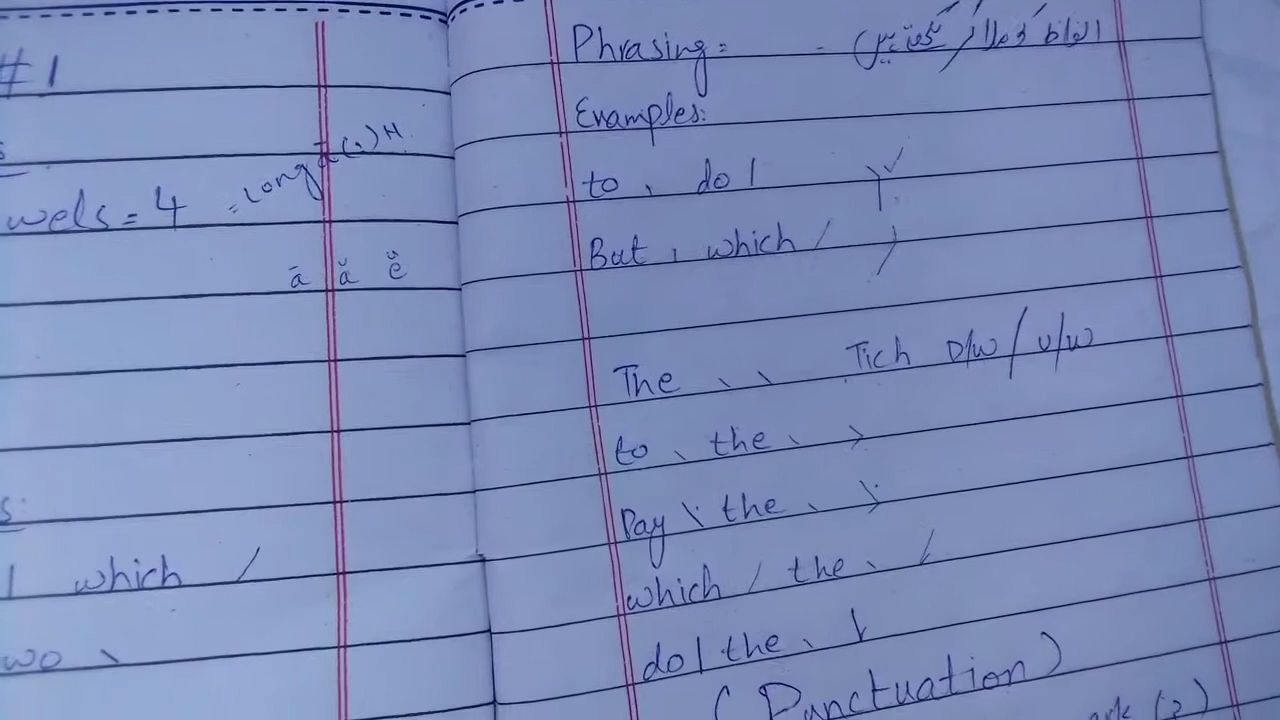 #1
wels = 4 = Long
ā ă ĕ
s:
which /
wo \
Phrasing =
Examples:
to \ do |
But , which /
The \ \ Tich D/w / U/w
to \ the \
Pay \ the \
which / the \
do | the \
( Punctuation )